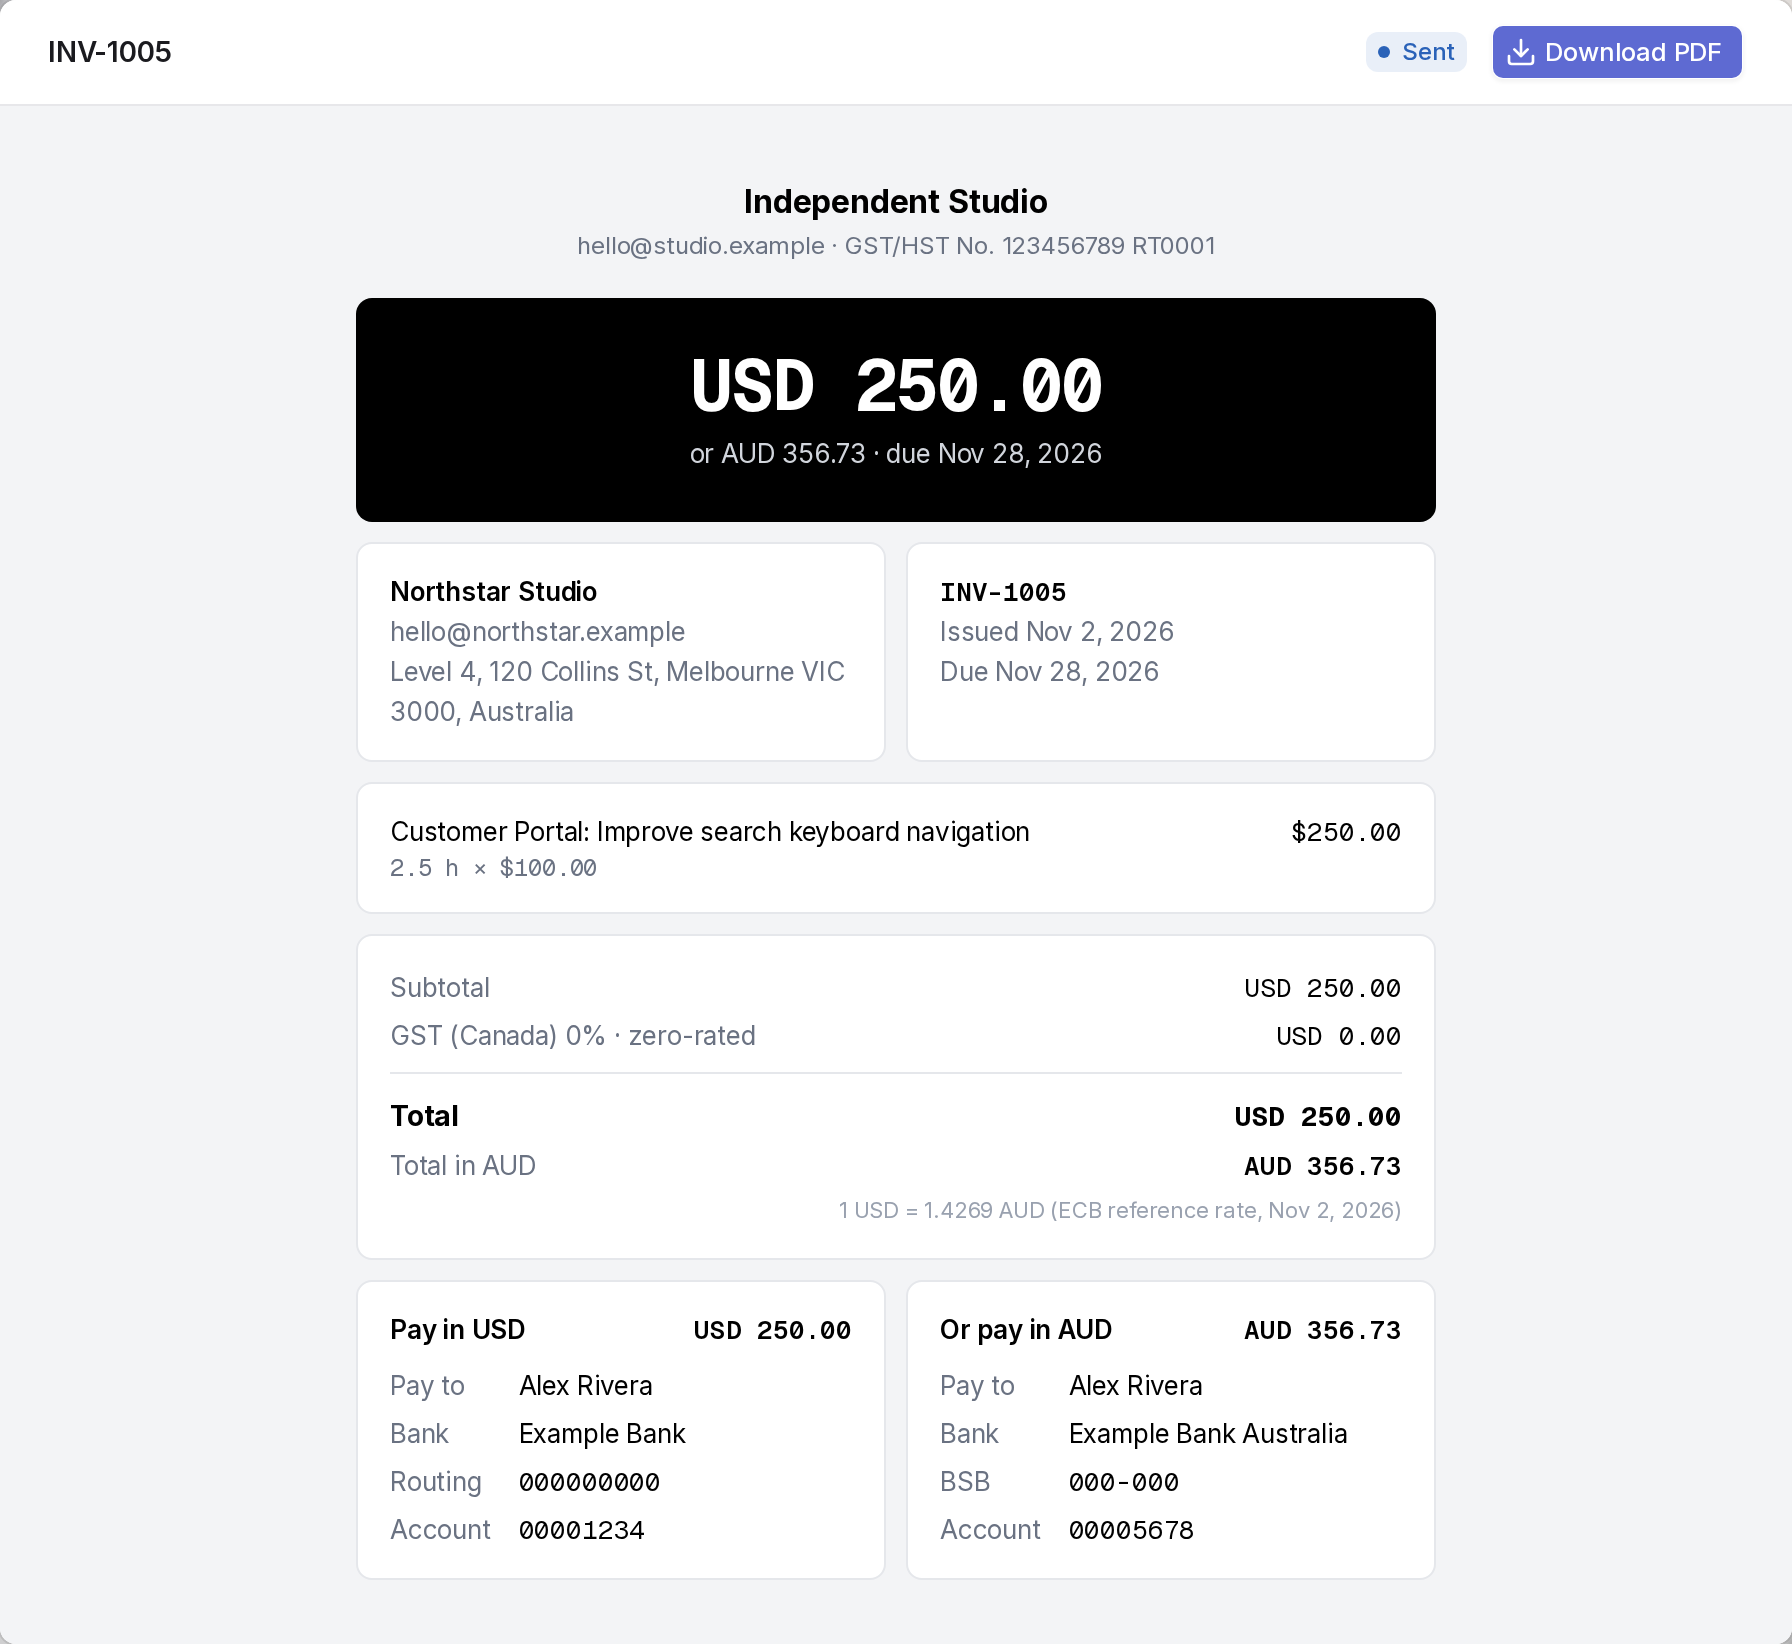 INV-1005
Sent
Download PDF
Independent Studio
hello@studio.example · GST/HST No. 123456789 RT0001
USD 250.00
or AUD 356.73 · due Nov 28, 2026
Northstar Studio
hello@northstar.example
Level 4, 120 Collins St, Melbourne VIC
3000, Australia
INV-1005
Issued Nov 2, 2026
Due Nov 28, 2026
Customer Portal: Improve search keyboard navigation $250.00
2.5 h × $100.00
Subtotal USD 250.00
GST (Canada) 0% · zero-rated USD 0.00
Total USD 250.00
Total in AUD AUD 356.73
1 USD = 1.4269 AUD (ECB reference rate, Nov 2, 2026)
Pay in USD USD 250.00
Pay to Alex Rivera
Bank Example Bank
Routing 000000000
Account 00001234
Or pay in AUD AUD 356.73
Pay to Alex Rivera
Bank Example Bank Australia
BSB 000-000
Account 00005678